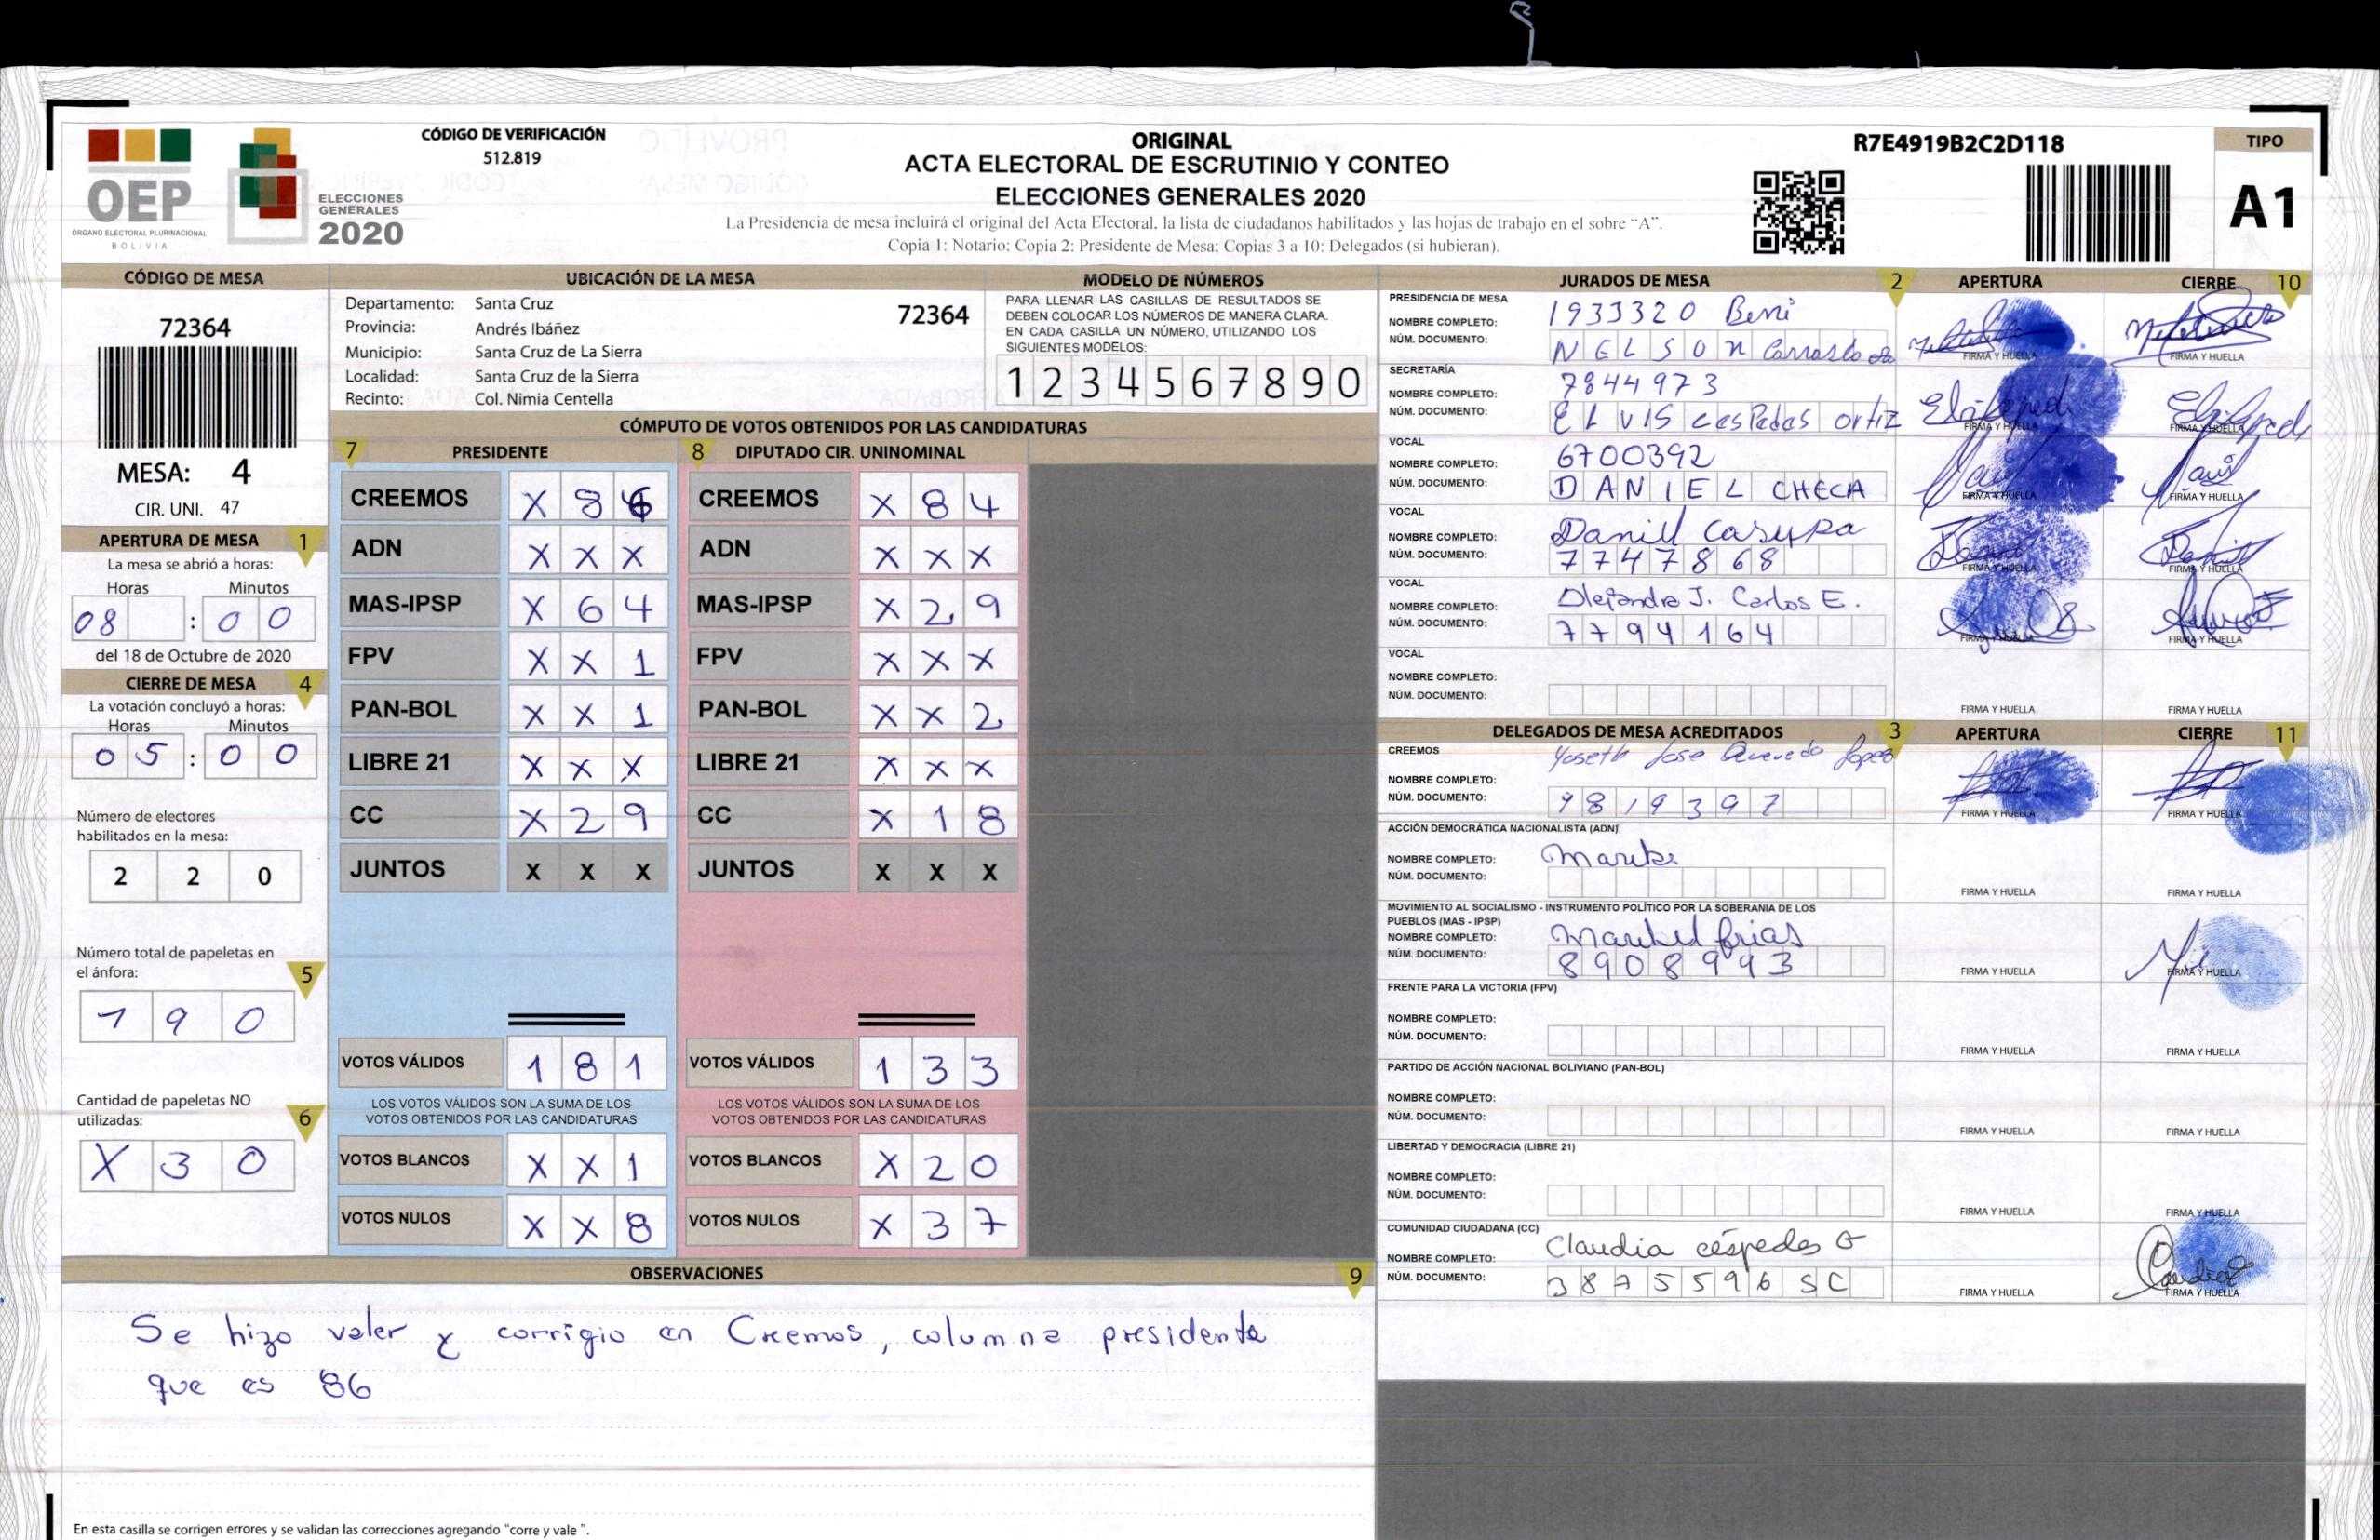 CÓDIGO DE VERIFICACIÓN
512.819
OEP
ÓRGANO ELECTORAL PLURINACIONAL
BOLIVIA
ELECCIONES
GENERALES
2020
ORIGINAL
ACTA ELECTORAL DE ESCRUTINIO Y CONTEO
ELECCIONES GENERALES 2020
La Presidencia de mesa incluirá el original del Acta Electoral, la lista de ciudadanos habilitados y las hojas de trabajo en el sobre “A”.
Copia 1: Notario; Copia 2: Presidente de Mesa; Copias 3 a 10: Delegados (si hubieran).
R7E4919B2C2D118
TIPO
A1
CÓDIGO DE MESA
72364
MESA: 4
CIR. UNI. 47
APERTURA DE MESA 1
La mesa se abrió a horas:
Horas Minutos
08 : 00
del 18 de Octubre de 2020
CIERRE DE MESA 4
La votación concluyó a horas:
Horas Minutos
05 : 00
Número de electores
habilitados en la mesa:
2 2 0
Número total de papeletas en
el ánfora: 5
1 9 0
Cantidad de papeletas NO
utilizadas: 6
X 3 0
UBICACIÓN DE LA MESA
Departamento: Santa Cruz
72364
Provincia: Andrés Ibáñez
Municipio: Santa Cruz de La Sierra
Localidad: Santa Cruz de la Sierra
Recinto: Col. Nimia Centella
MODELO DE NÚMEROS
PARA LLENAR LAS CASILLAS DE RESULTADOS SE
DEBEN COLOCAR LOS NÚMEROS DE MANERA CLARA.
EN CADA CASILLA UN NÚMERO, UTILIZANDO LOS
SIGUIENTES MODELOS:
1 2 3 4 5 6 7 8 9 0
CÓMPUTO DE VOTOS OBTENIDOS POR LAS CANDIDATURAS
7 PRESIDENTE 8 DIPUTADO CIR. UNINOMINAL
CREEMOS X 8 6 CREEMOS X 8 4
ADN X X X ADN X X X
MAS-IPSP X 6 4 MAS-IPSP X 2 9
FPV X X 1 FPV X X X
PAN-BOL X X 1 PAN-BOL X X 2
LIBRE 21 X X X LIBRE 21 X X X
CC X 2 9 CC X 1 8
JUNTOS X X X JUNTOS X X X
VOTOS VÁLIDOS 1 8 1 VOTOS VÁLIDOS 1 3 3
LOS VOTOS VÁLIDOS SON LA SUMA DE LOS LOS VOTOS VÁLIDOS SON LA SUMA DE LOS
VOTOS OBTENIDOS POR LAS CANDIDATURAS VOTOS OBTENIDOS POR LAS CANDIDATURAS
VOTOS BLANCOS X X 1 VOTOS BLANCOS X 2 0
VOTOS NULOS X X 8 VOTOS NULOS X 3 7
OBSERVACIONES 9
Se hizo valer y corrigio en Creemos, columna presidente
que es 86
En esta casilla se corrigen errores y se validan las correcciones agregando “corre y vale ”.
JURADOS DE MESA 2 APERTURA CIERRE 10
PRESIDENCIA DE MESA
NOMBRE COMPLETO: 1933320 Beni
NÚM. DOCUMENTO: NELSON Carrasco
FIRMA Y HUELLA FIRMA Y HUELLA
SECRETARÍA
NOMBRE COMPLETO: 7844973
NÚM. DOCUMENTO: ELVIS cesPedas ortiz
FIRMA Y HUELLA FIRMA Y HUELLA
VOCAL
NOMBRE COMPLETO: 6700392
NÚM. DOCUMENTO: DANIEL CHECA
FIRMA Y HUELLA FIRMA Y HUELLA
VOCAL
NOMBRE COMPLETO: Daniel Casupa
NÚM. DOCUMENTO: 7747868
FIRMA Y HUELLA FIRMA Y HUELLA
VOCAL
NOMBRE COMPLETO: Alejandra J. Carlos E.
NÚM. DOCUMENTO: 7794164
FIRMA Y HUELLA FIRMA Y HUELLA
VOCAL
NOMBRE COMPLETO:
NÚM. DOCUMENTO:
FIRMA Y HUELLA FIRMA Y HUELLA
DELEGADOS DE MESA ACREDITADOS 3 APERTURA CIERRE 11
CREEMOS
Yoseth Jose Quevedo Lopez
NOMBRE COMPLETO:
NÚM. DOCUMENTO: 9819397
FIRMA Y HUELLA FIRMA Y HUELLA
ACCIÓN DEMOCRÁTICA NACIONALISTA (ADN)
NOMBRE COMPLETO:
NÚM. DOCUMENTO:
FIRMA Y HUELLA FIRMA Y HUELLA
MOVIMIENTO AL SOCIALISMO - INSTRUMENTO POLÍTICO POR LA SOBERANIA DE LOS
PUEBLOS (MAS - IPSP)
NOMBRE COMPLETO: Maribel frias
NÚM. DOCUMENTO: 8908993
FIRMA Y HUELLA FIRMA Y HUELLA
FRENTE PARA LA VICTORIA (FPV)
NOMBRE COMPLETO:
NÚM. DOCUMENTO:
FIRMA Y HUELLA FIRMA Y HUELLA
PARTIDO DE ACCIÓN NACIONAL BOLIVIANO (PAN-BOL)
NOMBRE COMPLETO:
NÚM. DOCUMENTO:
FIRMA Y HUELLA FIRMA Y HUELLA
LIBERTAD Y DEMOCRACIA (LIBRE 21)
NOMBRE COMPLETO:
NÚM. DOCUMENTO:
FIRMA Y HUELLA FIRMA Y HUELLA
COMUNIDAD CIUDADANA (CC)
NOMBRE COMPLETO: Claudia céspedes G
NÚM. DOCUMENTO: 3875596 SC
FIRMA Y HUELLA FIRMA Y HUELLA